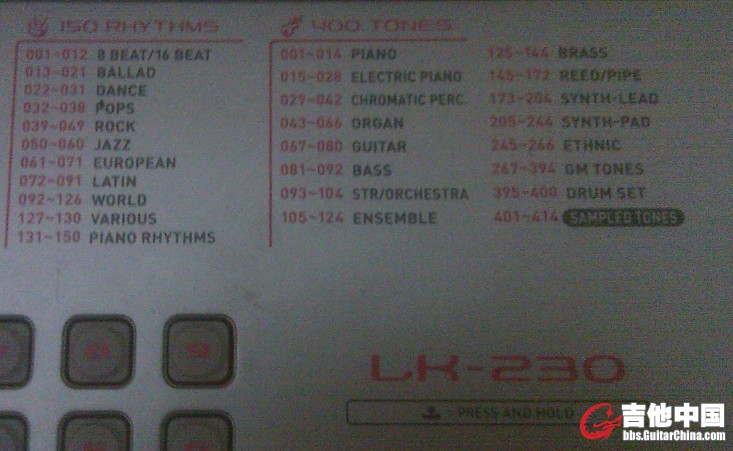 150 RHYTHMS
001~012 8 BEAT/16 BEAT
013~021 BALLAD
022~031 DANCE
032~038 POPS
039~049 ROCK
050~060 JAZZ
061~071 EUROPEAN
072~091 LATIN
092~126 WORLD
127~130 VARIOUS
131~150 PIANO RHYTHMS
400 TONES
001~014 PIANO
015~028 ELECTRIC PIANO
029~042 CHROMATIC PERC.
043~066 ORGAN
067~080 GUITAR
081~092 BASS
093~104 STR/ORCHESTRA
105~124 ENSEMBLE
125~144 BRASS
145~172 REED/PIPE
173~204 SYNTH-LEAD
205~244 SYNTH-PAD
245~266 ETHNIC
267~394 GM TONES
395~400 DRUM SET
401~414 SAMPLED TONES
8 9
LK-230
: PRESS AND HOLD
吉他中国
bbs.GuitarChina.com